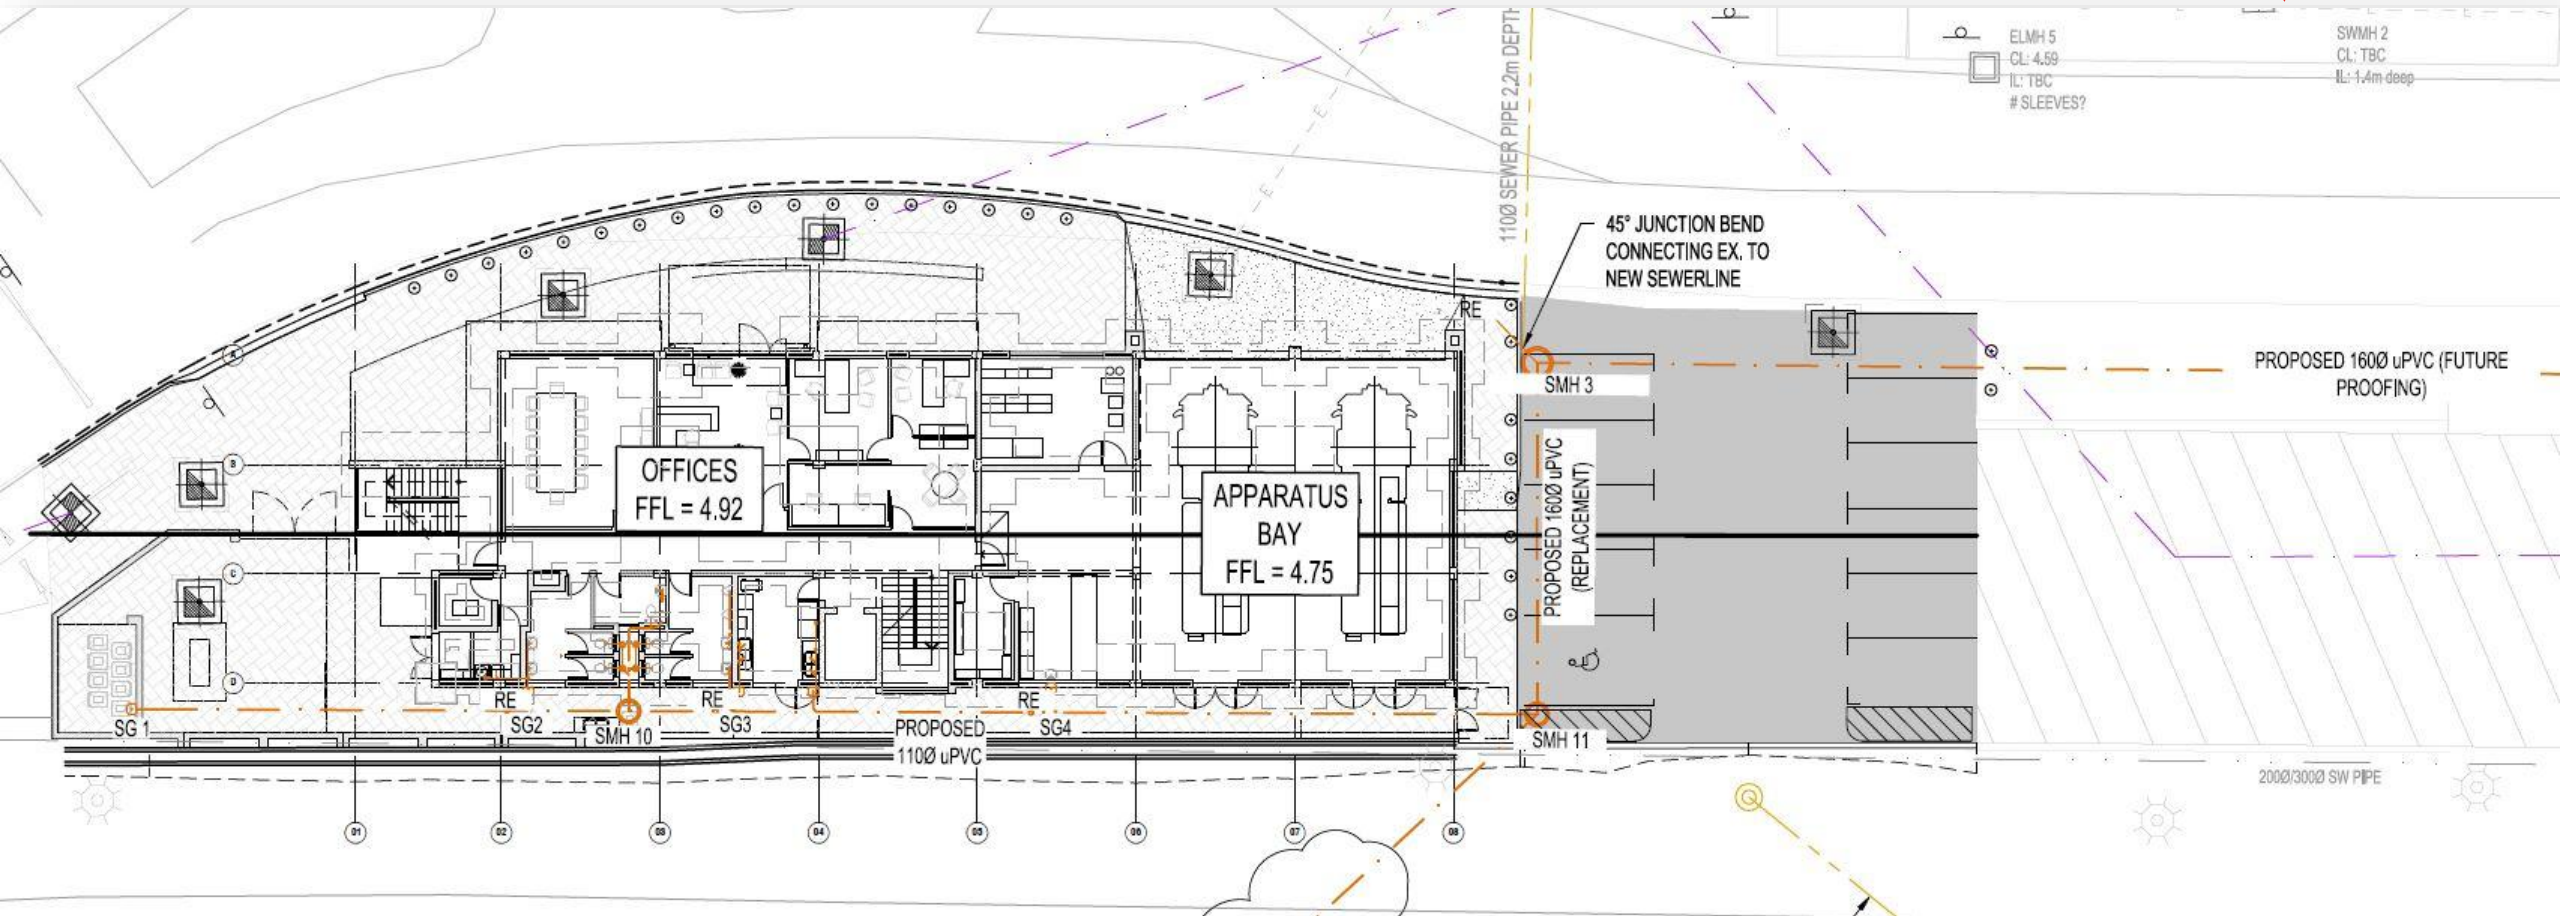 1100Ø SEWER PIPE 2.2m DEPTH
ELMH 5
CL: 4.59
IL: TBC
# SLEEVES?
SWMH 2
CL: TBC
IL: 1.4m deep
E
E
E
45° JUNCTION BEND
CONNECTING EX. TO
NEW SEWERLINE
RE
SMH 3
PROPOSED 160Ø uPVC (FUTURE
PROOFING)
A
B
OFFICES
FFL = 4.92
APPARATUS
BAY
FFL = 4.75
PROPOSED 160Ø uPVC
(REPLACEMENT)
C
D
RE
RE
RE
SG 1
SG2
SMH 10
SG3
PROPOSED
110Ø uPVC
SG4
SMH 11
200Ø/300Ø SW PIPE
01
02
03
04
05
06
07
08